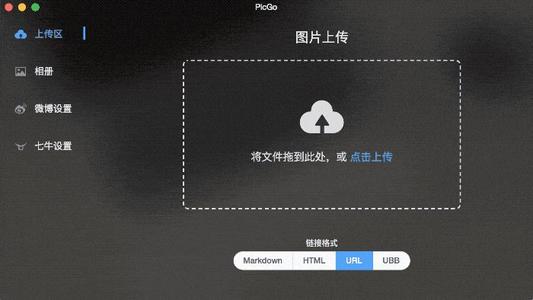 PicGo
上传区
相册
微博设置
七牛设置
图片上传
将文件拖到此处，或 点击上传
链接格式
Markdown HTML URL UBB